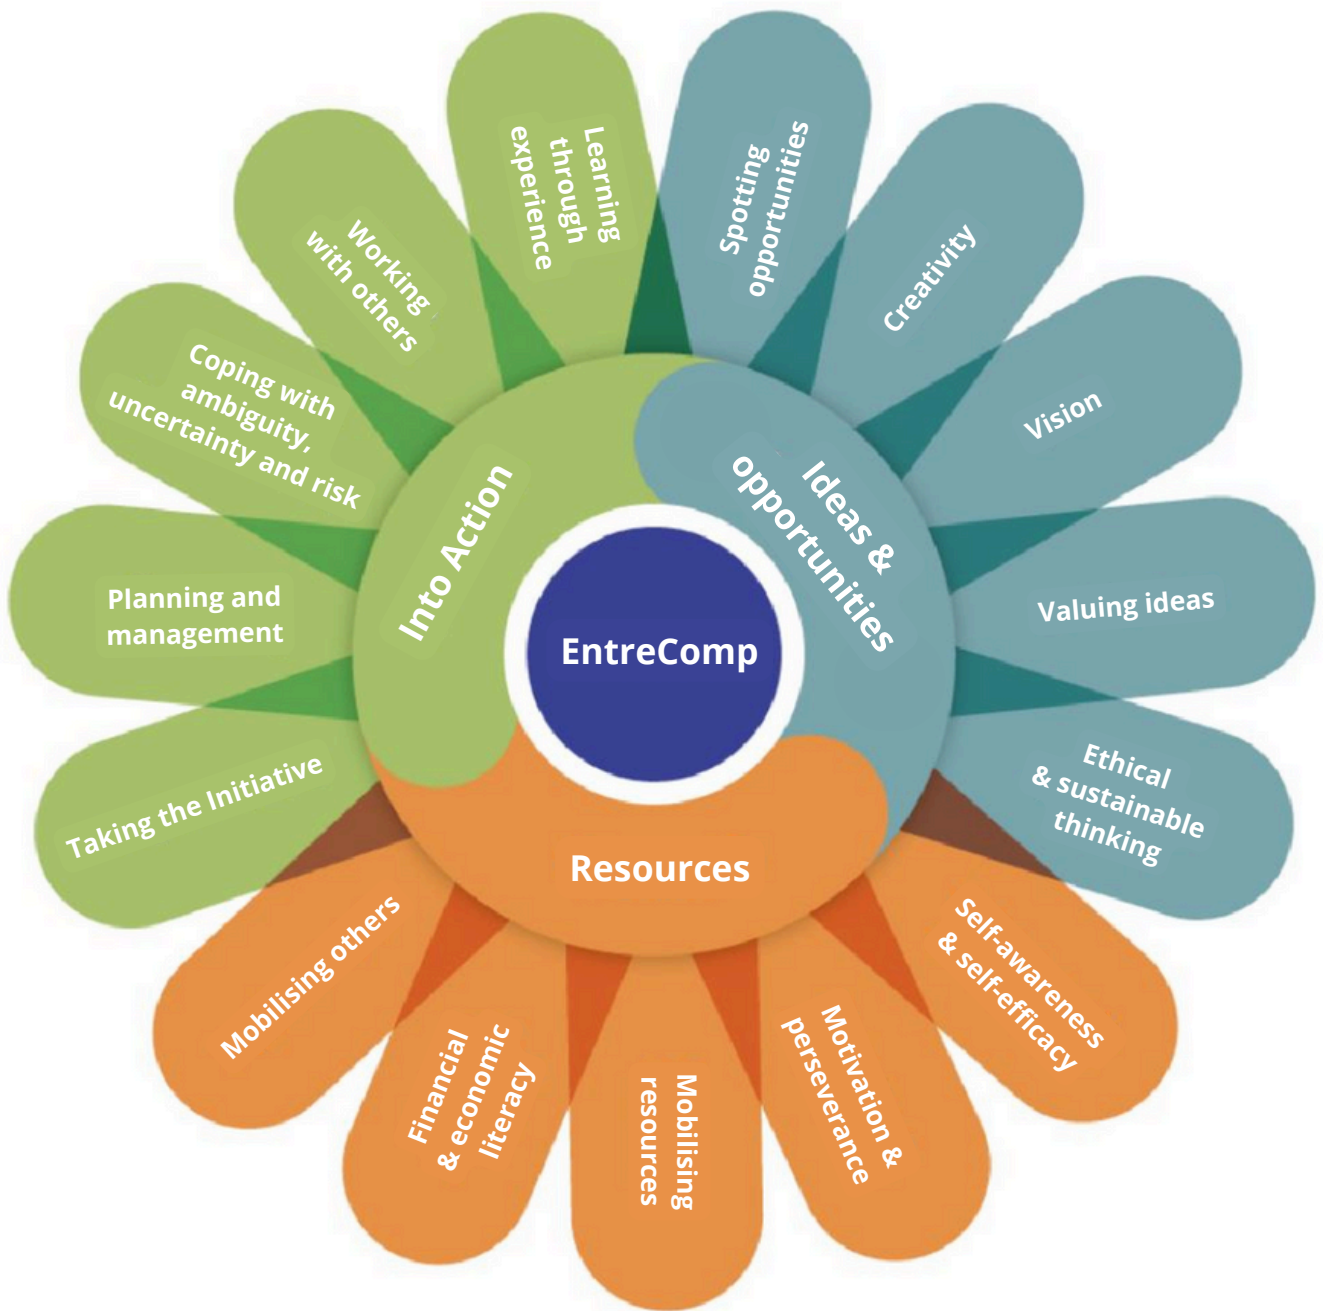 EntreComp
Ideas &
opportunities
Spotting
opportunities
Creativity
Vision
Valuing ideas
Ethical
& sustainable
thinking
Resources
Self-awareness
& self-efficacy
Motivation &
perseverance
Mobilising
resources
Financial
& economic
literacy
Mobilising others
Into Action
Taking the Initiative
Planning and
management
Coping with
ambiguity,
uncertainty and risk
Working
with others
Learning
through
experience